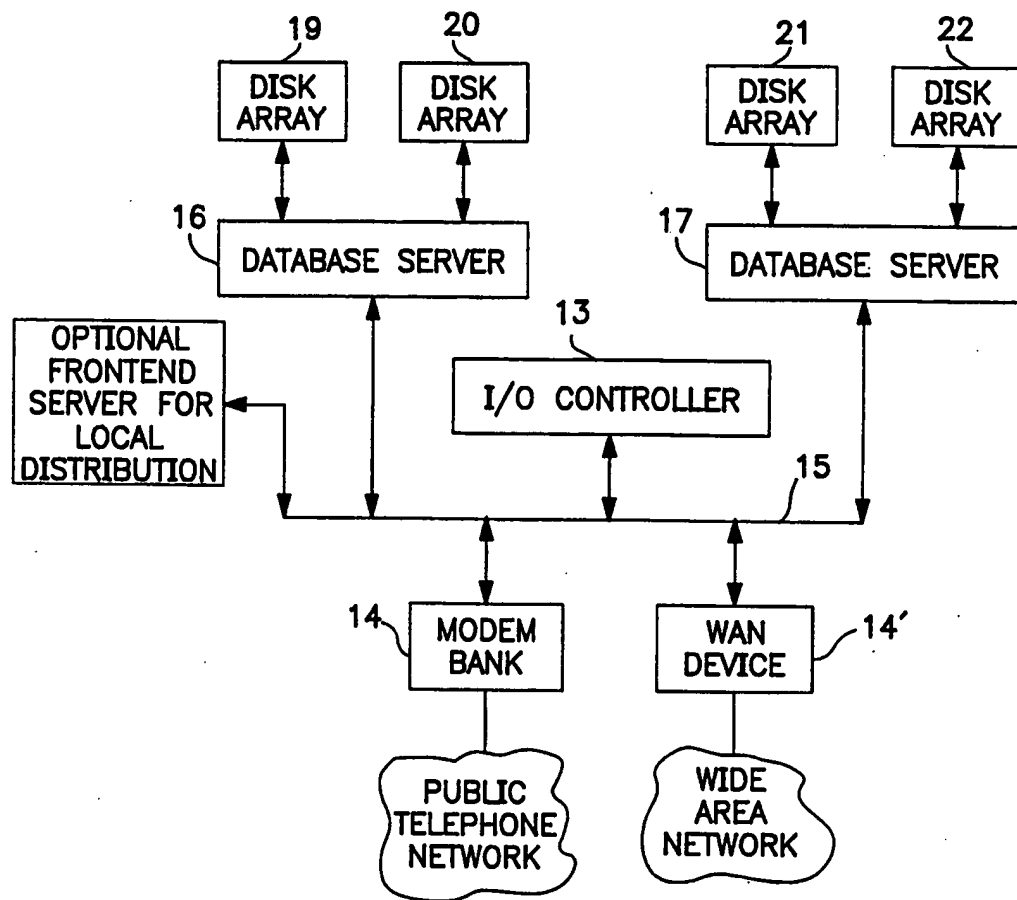 19
20
21
22
DISK
ARRAY
DISK
ARRAY
DISK
ARRAY
DISK
ARRAY
16
DATABASE SERVER
17
DATABASE SERVER
OPTIONAL
FRONTEND
SERVER FOR
LOCAL
DISTRIBUTION
13
I/O CONTROLLER
15
14
MODEM
BANK
WAN
DEVICE
14′
PUBLIC
TELEPHONE
NETWORK
WIDE
AREA
NETWORK